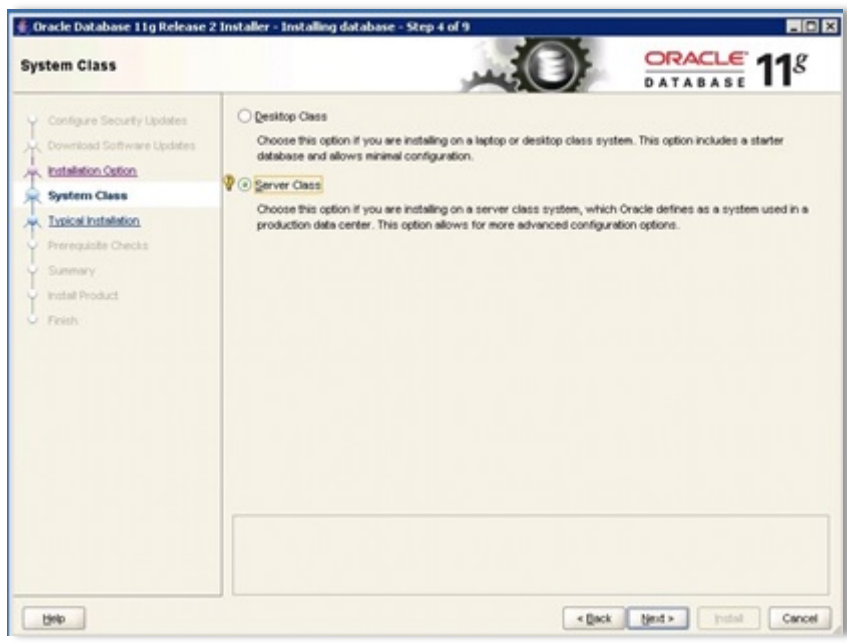 Oracle Database 11g Release 2 Installer - Installing database - Step 4 of 9
System Class
ORACLE
DATABASE
11g
Configure Security Updates
Download Software Updates
Installation Option
System Class
Typical Installation
Prerequisite Checks
Summary
Install Product
Finish
Desktop Class
Choose this option if you are installing on a laptop or desktop class system. This option includes a starter
database and allows minimal configuration.
Server Class
Choose this option if you are installing on a server class system, which Oracle defines as a system used in a
production data center. This option allows for more advanced configuration options.
Help
< Back
Next >
Install
Cancel